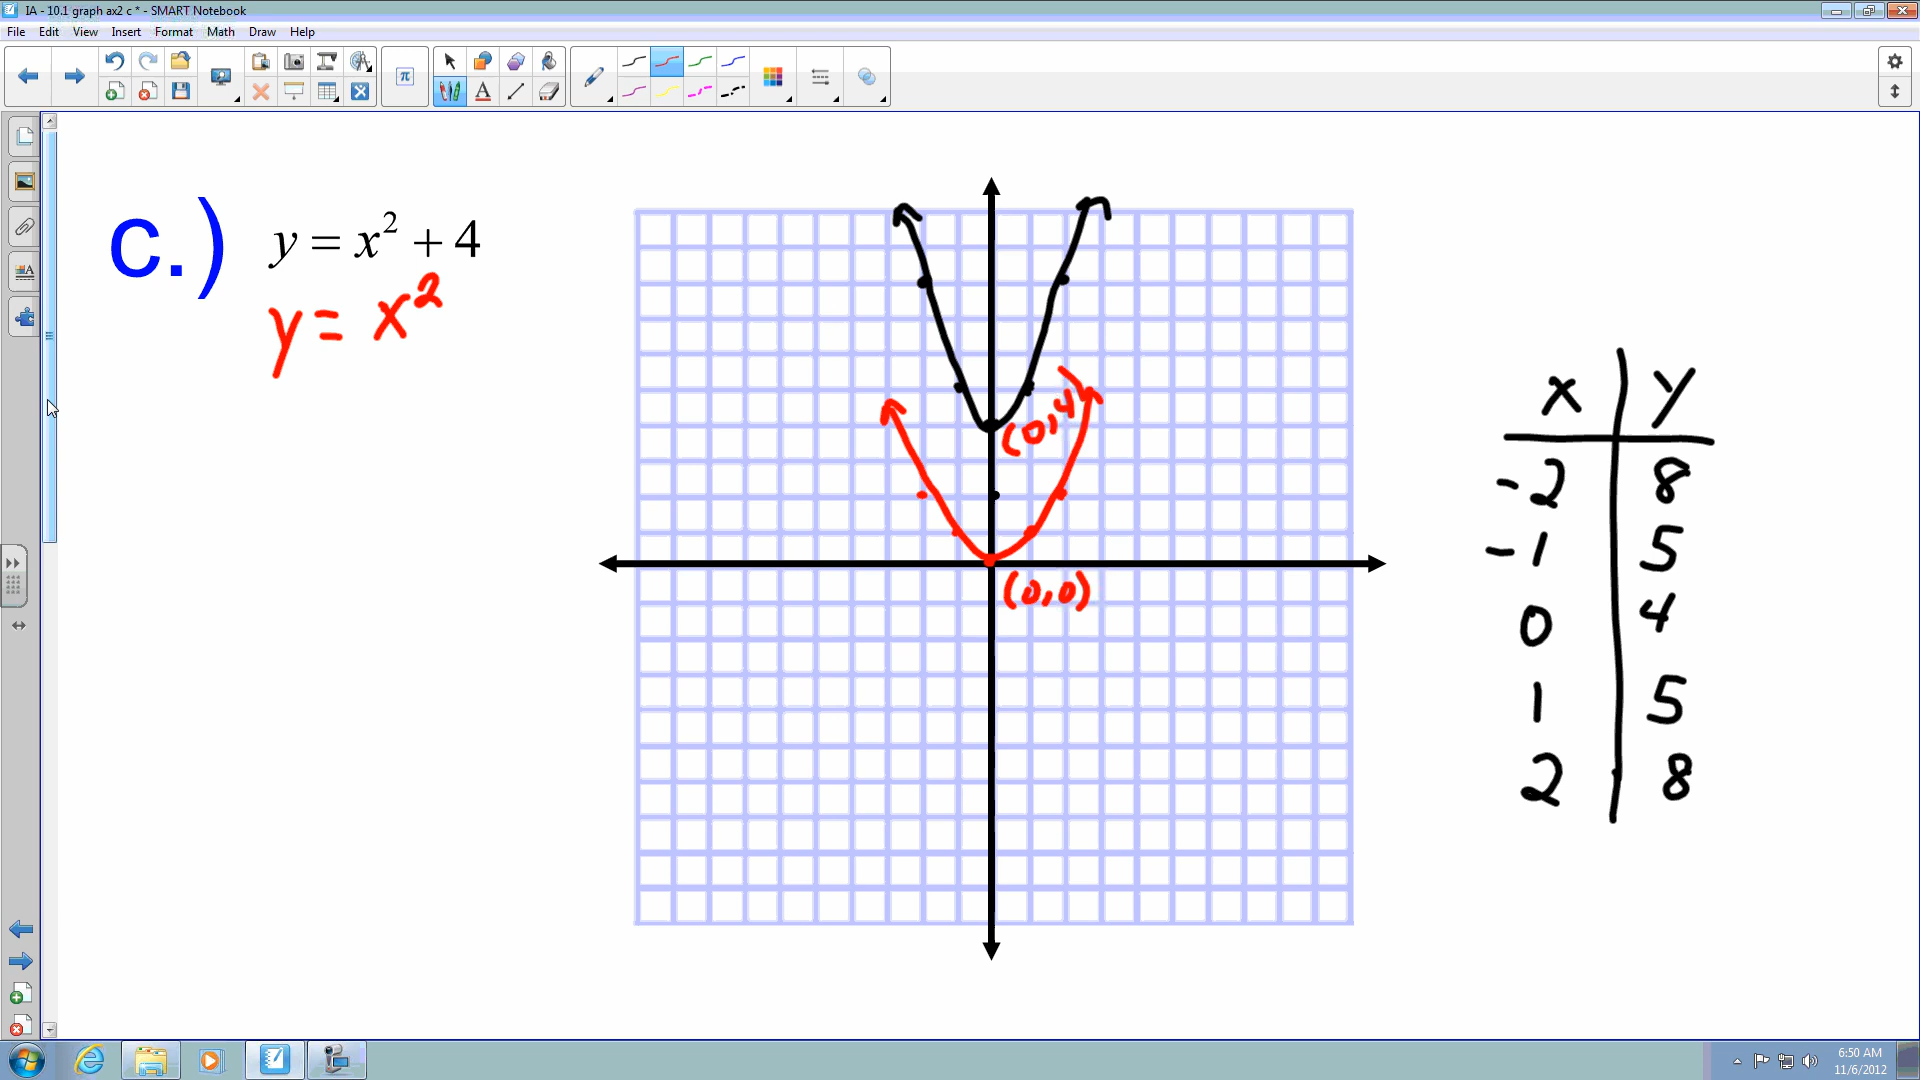 IA - 10.1 graph ax2 c * - SMART Notebook
File Edit View Insert Format Math Draw Help
π
A
c.) y = x² + 4
y = x²
(0,4)
(0,0)
x y
-2 8
-1 5
0 4
1 5
2 8
6:50 AM
11/6/2012